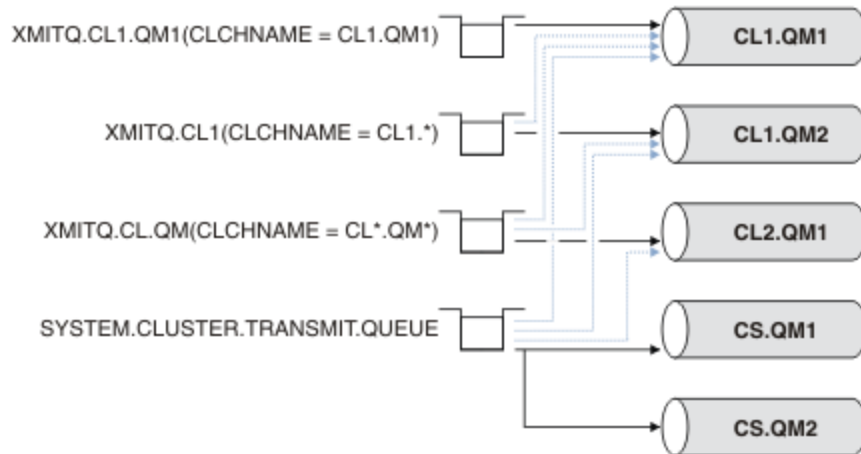 XMITQ.CL1.QM1(CLCHNAME = CL1.QM1)
CL1.QM1
XMITQ.CL1(CLCHNAME = CL1.*)
CL1.QM2
XMITQ.CL.QM(CLCHNAME = CL*.QM*)
CL2.QM1
SYSTEM.CLUSTER.TRANSMIT.QUEUE
CS.QM1
CS.QM2